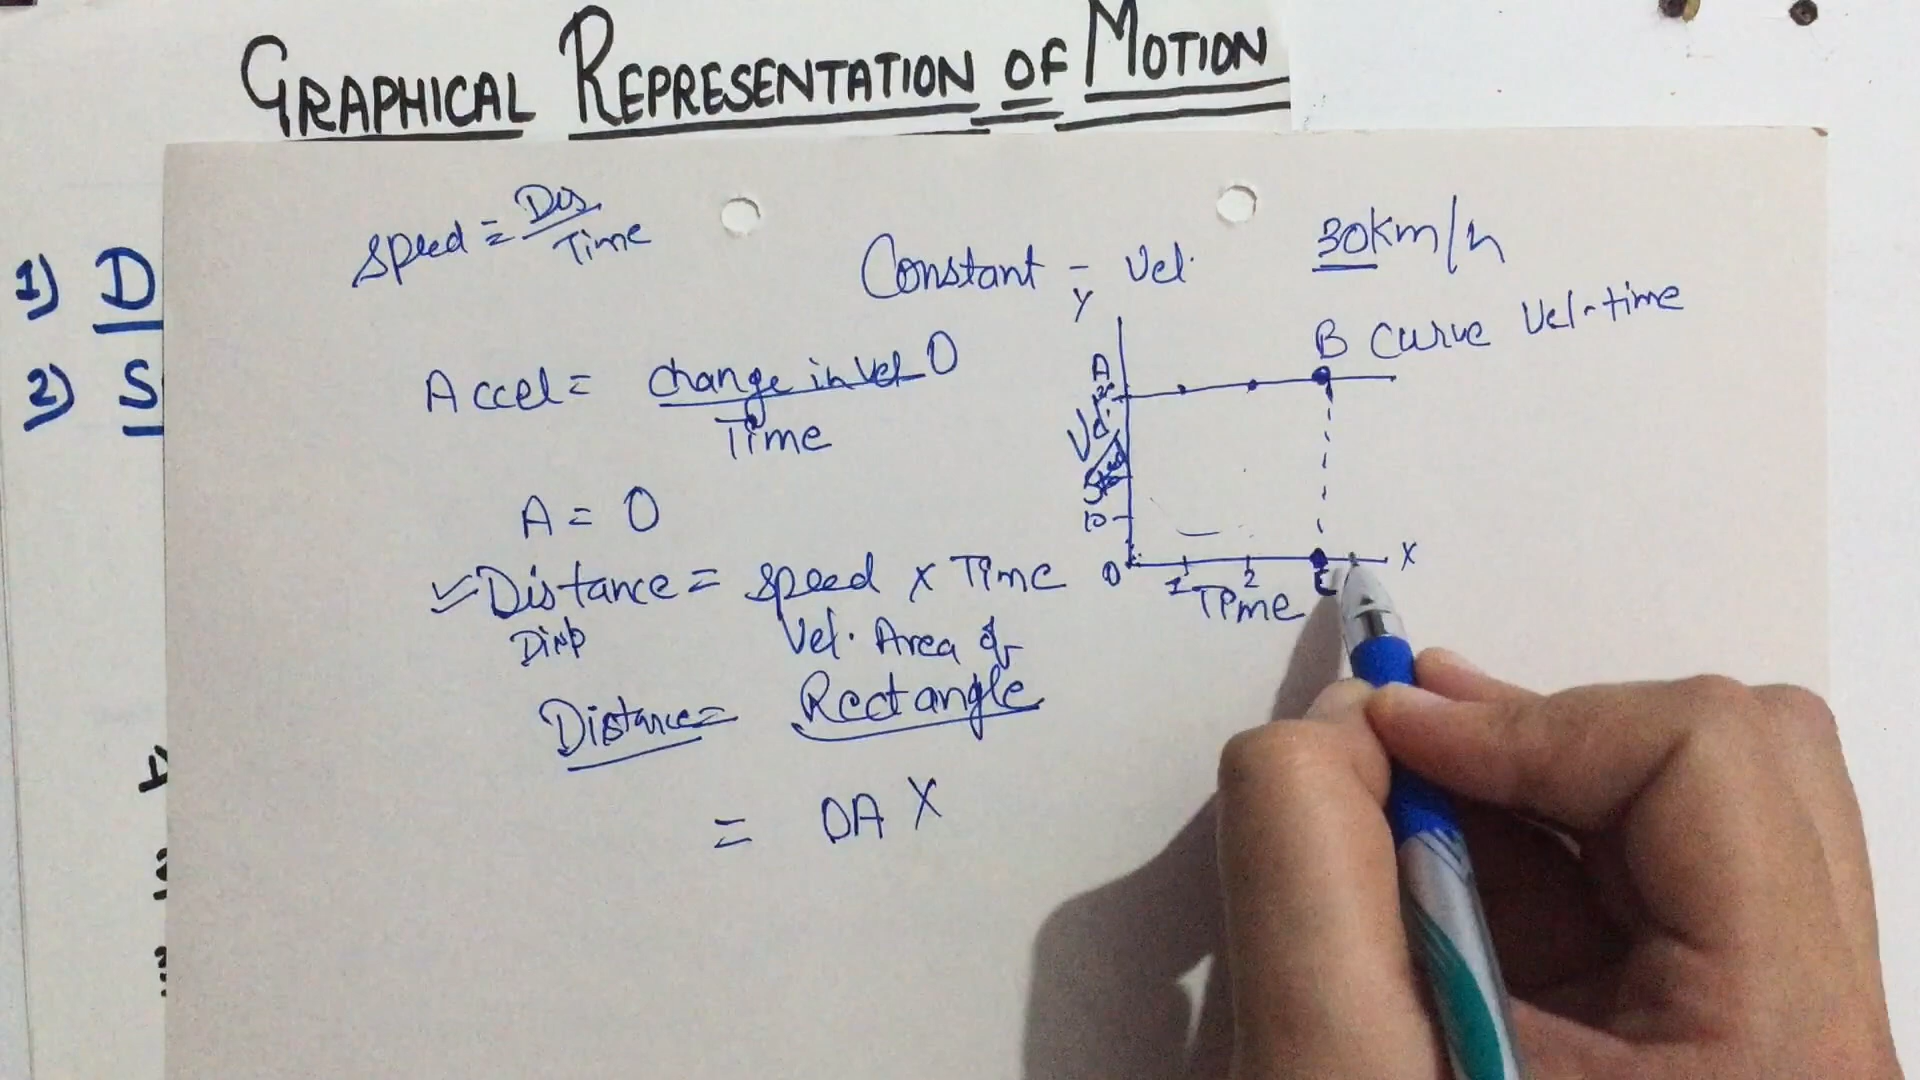 GRAPHICAL REPRESENTATION OF MOTION
1) D
2) S
Speed = Dis/Time
Constant - Vel.
30km/h
Accel = Change in Vel 0
Time
A = 0
Distance = Speed x Time
Disp
Vel. Area of
Distance = Rectangle
= OA X
Y
B Curve Vel-time
A
Vel.
10
0
1
2
C
X
Time